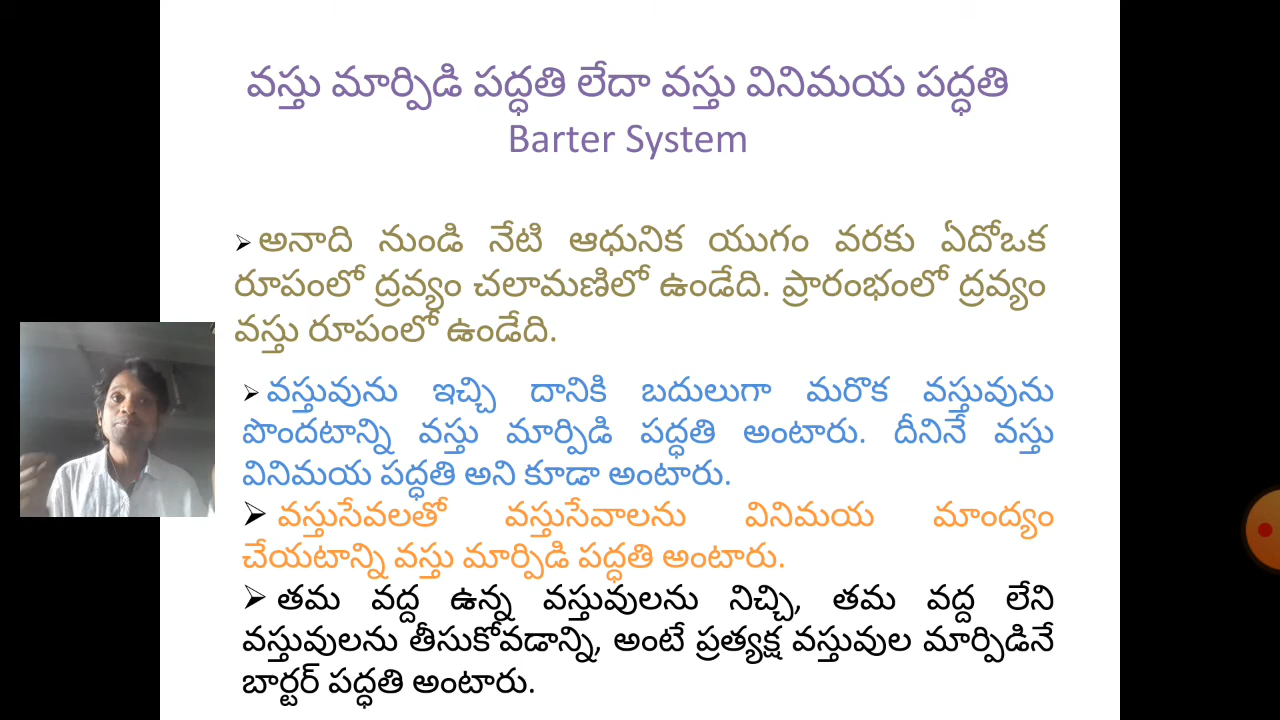 వస్తు మార్పిడి పద్ధతి లేదా వస్తు వినిమయ పద్ధతి
Barter System
➢ అనాది నుండి నేటి ఆధునిక యుగం వరకు ఏదోఒక
రూపంలో ద్రవ్యం చలామణిలో ఉండేది. ప్రారంభంలో ద్రవ్యం
వస్తు రూపంలో ఉండేది.
➢ వస్తువును ఇచ్చి దానికి బదులుగా మరొక వస్తువును
పొందటాన్ని వస్తు మార్పిడి పద్ధతి అంటారు. దీనినే వస్తు
వినిమయ పద్ధతి అని కూడా అంటారు.
➢ వస్తుసేవలతో వస్తుసేవాలను వినిమయ మాంద్యం
చేయటాన్ని వస్తు మార్పిడి పద్ధతి అంటారు.
➢ తమ వద్ద ఉన్న వస్తువులను నిచ్చి, తమ వద్ద లేని
వస్తువులను తీసుకోవడాన్ని, అంటే ప్రత్యక్ష వస్తువుల మార్పిడినే
బార్టర్ పద్ధతి అంటారు.